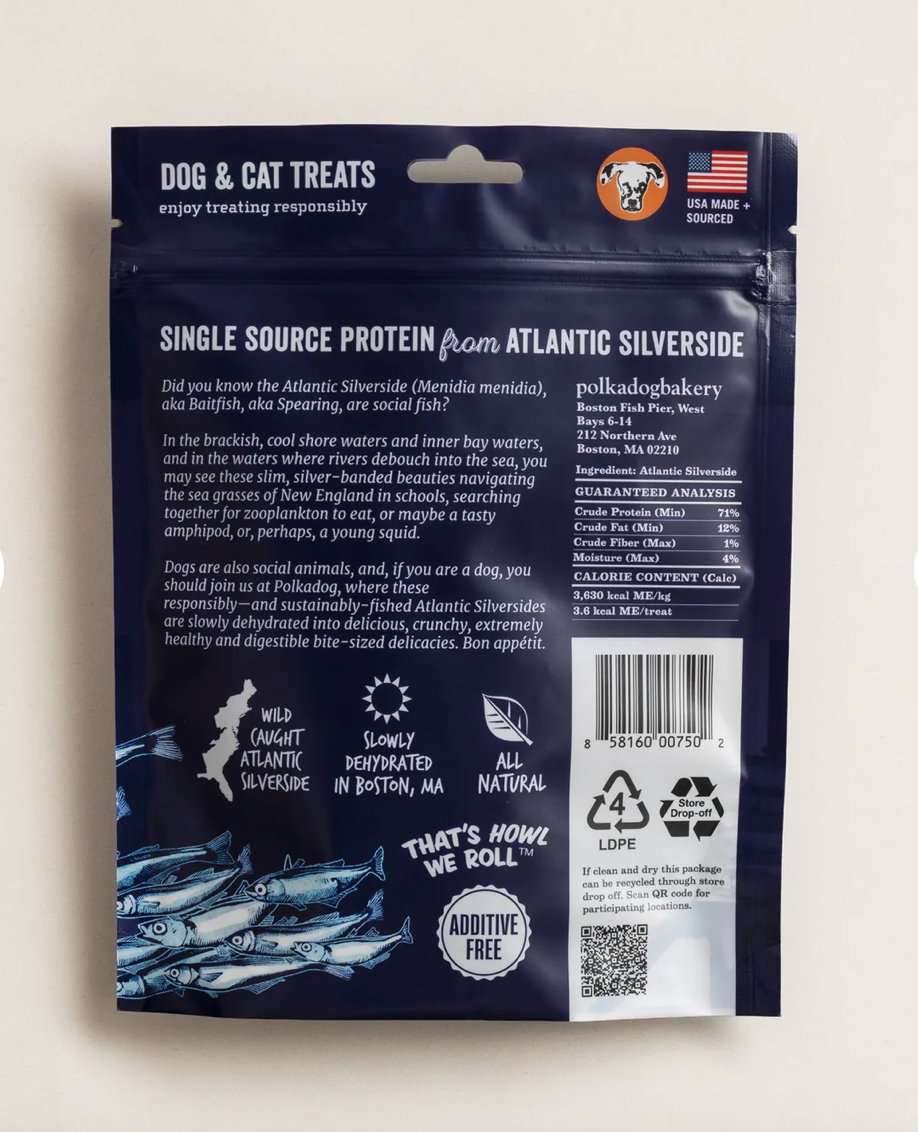 DOG & CAT TREATS
enjoy treating responsibly
USA MADE +
SOURCED
SINGLE SOURCE PROTEIN from ATLANTIC SILVERSIDE
Did you know the Atlantic Silverside (Menidia menidia),
aka Baitfish, aka Spearing, are social fish?
In the brackish, cool shore waters and inner bay waters,
and in the waters where rivers debouch into the sea, you
may see these slim, silver-banded beauties navigating
the sea grasses of New England in schools, searching
together for zooplankton to eat, or maybe a tasty
amphipod, or, perhaps, a young squid.
Dogs are also social animals, and, if you are a dog, you
should join us at Polkadog, where these
responsibly—and sustainably-fished Atlantic Silversides
are slowly dehydrated into delicious, crunchy, extremely
healthy and digestible bite-sized delicacies. Bon appétit.
polkadogbakery
Boston Fish Pier, West
Bays 6-14
212 Northern Ave
Boston, MA 02210
Ingredient: Atlantic Silverside
GUARANTEED ANALYSIS
Crude Protein (Min) 71%
Crude Fat (Min) 12%
Crude Fiber (Max) 1%
Moisture (Max) 4%
CALORIE CONTENT (Calc)
3,630 kcal ME/kg
3.6 kcal ME/treat
WILD
CAUGHT
ATLANTIC
SILVERSIDE
SLOWLY
DEHYDRATED
IN BOSTON, MA
ALL
NATURAL
THAT'S HOWL
WE ROLL™
ADDITIVE
FREE
8 58160 00750 2
4
LDPE
Store
Drop-off
If clean and dry this package
can be recycled through store
drop off. Scan QR code for
participating locations.